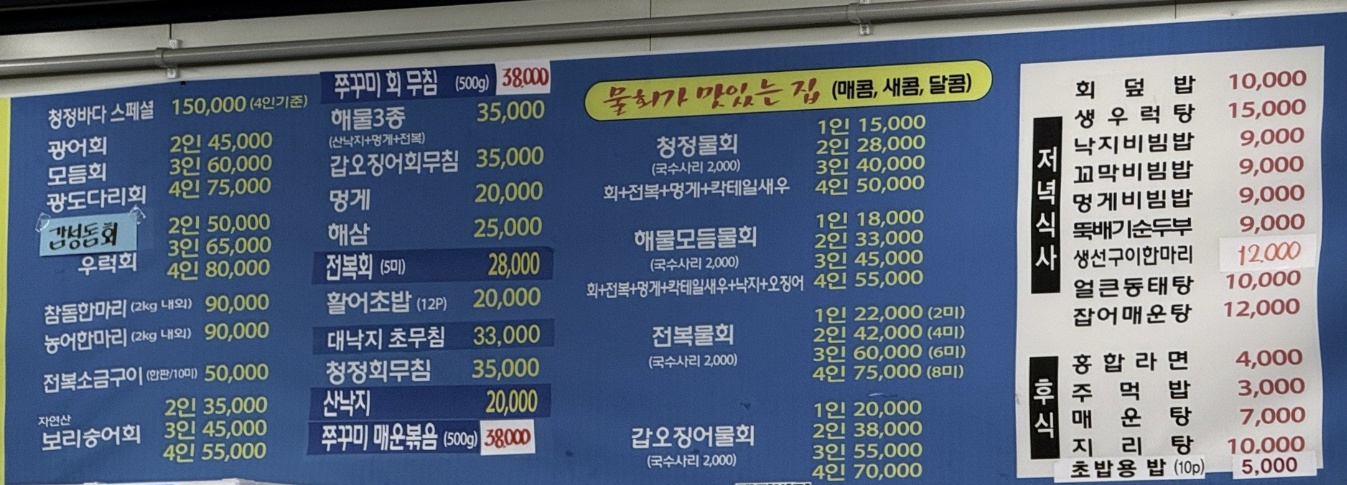 청정바다 스페셜 150,000 (4인기준)
광어회
모듬회
광도다리회
2인 45,000
3인 60,000
4인 75,000
감성돔회
우럭회
2인 50,000
3인 65,000
4인 80,000
참돔한마리 (2kg 내외) 90,000
농어한마리 (2kg 내외) 90,000
전복소금구이 (한판/10미) 50,000
자연산
보리숭어회
2인 35,000
3인 45,000
4인 55,000
쭈꾸미 회 무침 (500g) 38,000
해물3종 35,000
(산낙지+멍게+전복)
갑오징어회무침 35,000
멍게 20,000
해삼 25,000
전복회 (5미) 28,000
활어초밥 (12P) 20,000
대낙지 초무침 33,000
청정회무침 35,000
산낙지 20,000
쭈꾸미 매운볶음 (500g) 38,000
물회가 맛있는 집 (매콤, 새콤, 달콤)
청정물회
(국수사리 2,000)
회+전복+멍게+칵테일새우
1인 15,000
2인 28,000
3인 40,000
4인 50,000
해물모듬물회
(국수사리 2,000)
회+전복+멍게+칵테일새우+낙지+오징어
1인 18,000
2인 33,000
3인 45,000
4인 55,000
전복물회
(국수사리 2,000)
1인 22,000 (2미)
2인 42,000 (4미)
3인 60,000 (6미)
4인 75,000 (8미)
갑오징어물회
(국수사리 2,000)
1인 20,000
2인 38,000
3인 55,000
4인 70,000
저녁식사
회 덮 밥 10,000
생우럭탕 15,000
낙지비빔밥 9,000
꼬막비빔밥 9,000
멍게비빔밥 9,000
뚝배기순두부 9,000
생선구이한마리 12,000
얼큰동태탕 10,000
잡어매운탕 12,000
후식
홍합라면 4,000
주 먹 밥 3,000
매 운 탕 7,000
지 리 탕 10,000
초밥용 밥 (10p) 5,000